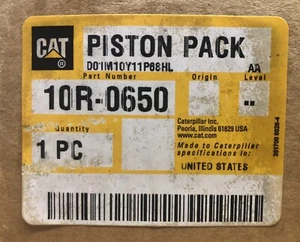 CAT
®
PISTON PACK
D01M10Y11P68HL
Part Number
Origin
AA
Level
10R-0650
--
Quantity
1 PC
Caterpillar Inc.
Peoria, Illinois 61629 USA
www.cat.com
Made to Caterpillar
specifications in:
UNITED STATES